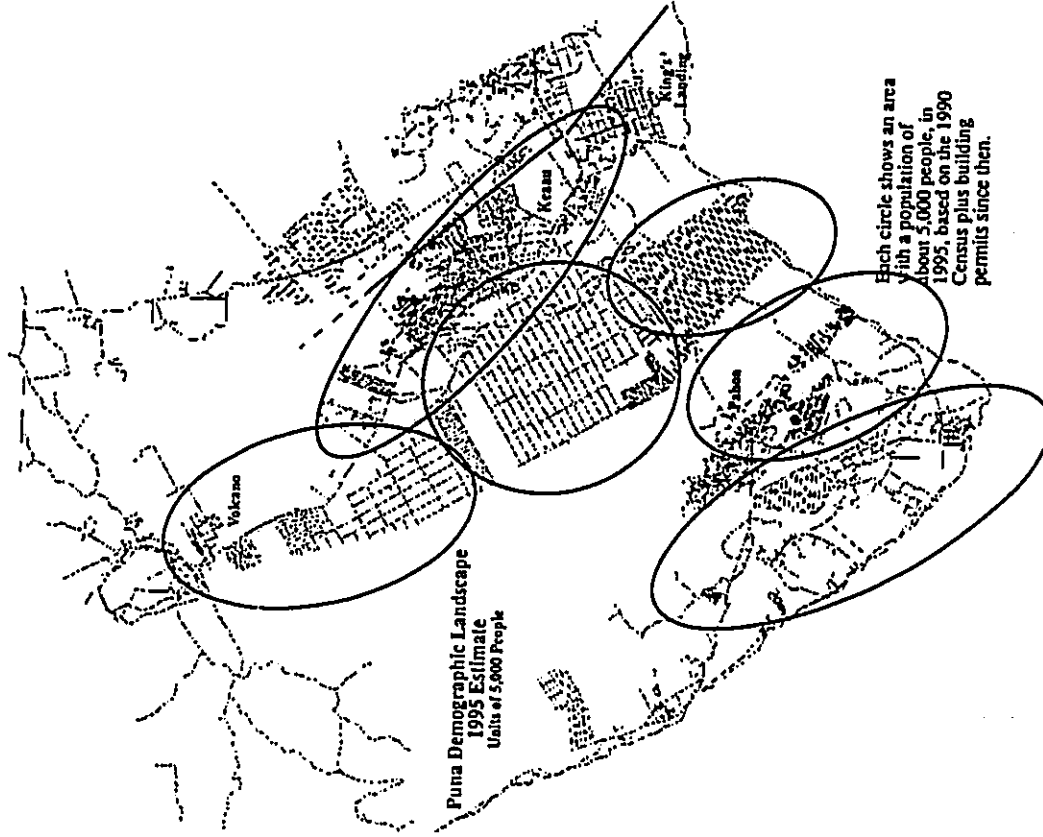 Volcano
Keaau
King's'
Landing
Pahoa
Puna Demographic Landscape
1995 Estimate
Units of 5,000 People
Each circle shows an area
with a population of
about 5,000 people, in
1995, based on the 1990
Census plus building
permits since then.